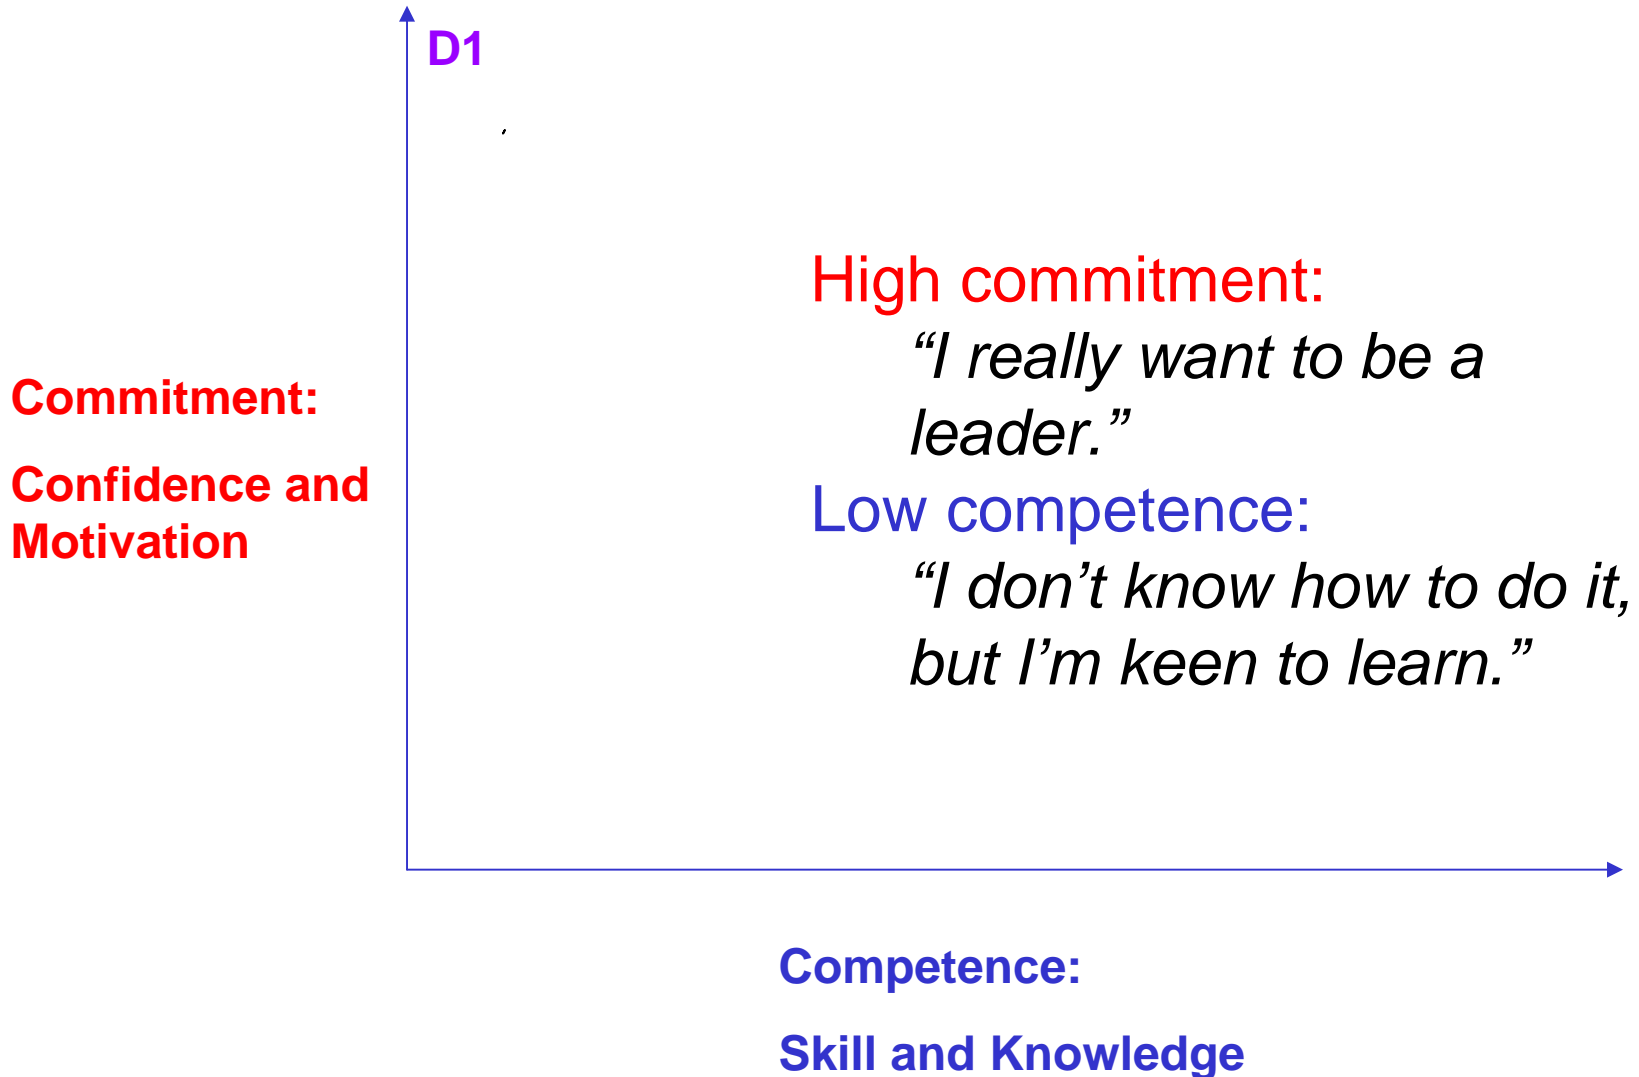 D1
High commitment:
“I really want to be a
leader.”
Commitment:
Confidence and
Motivation
Low competence:
“I don’t know how to do it,
but I’m keen to learn.”
Competence:
Skill and Knowledge